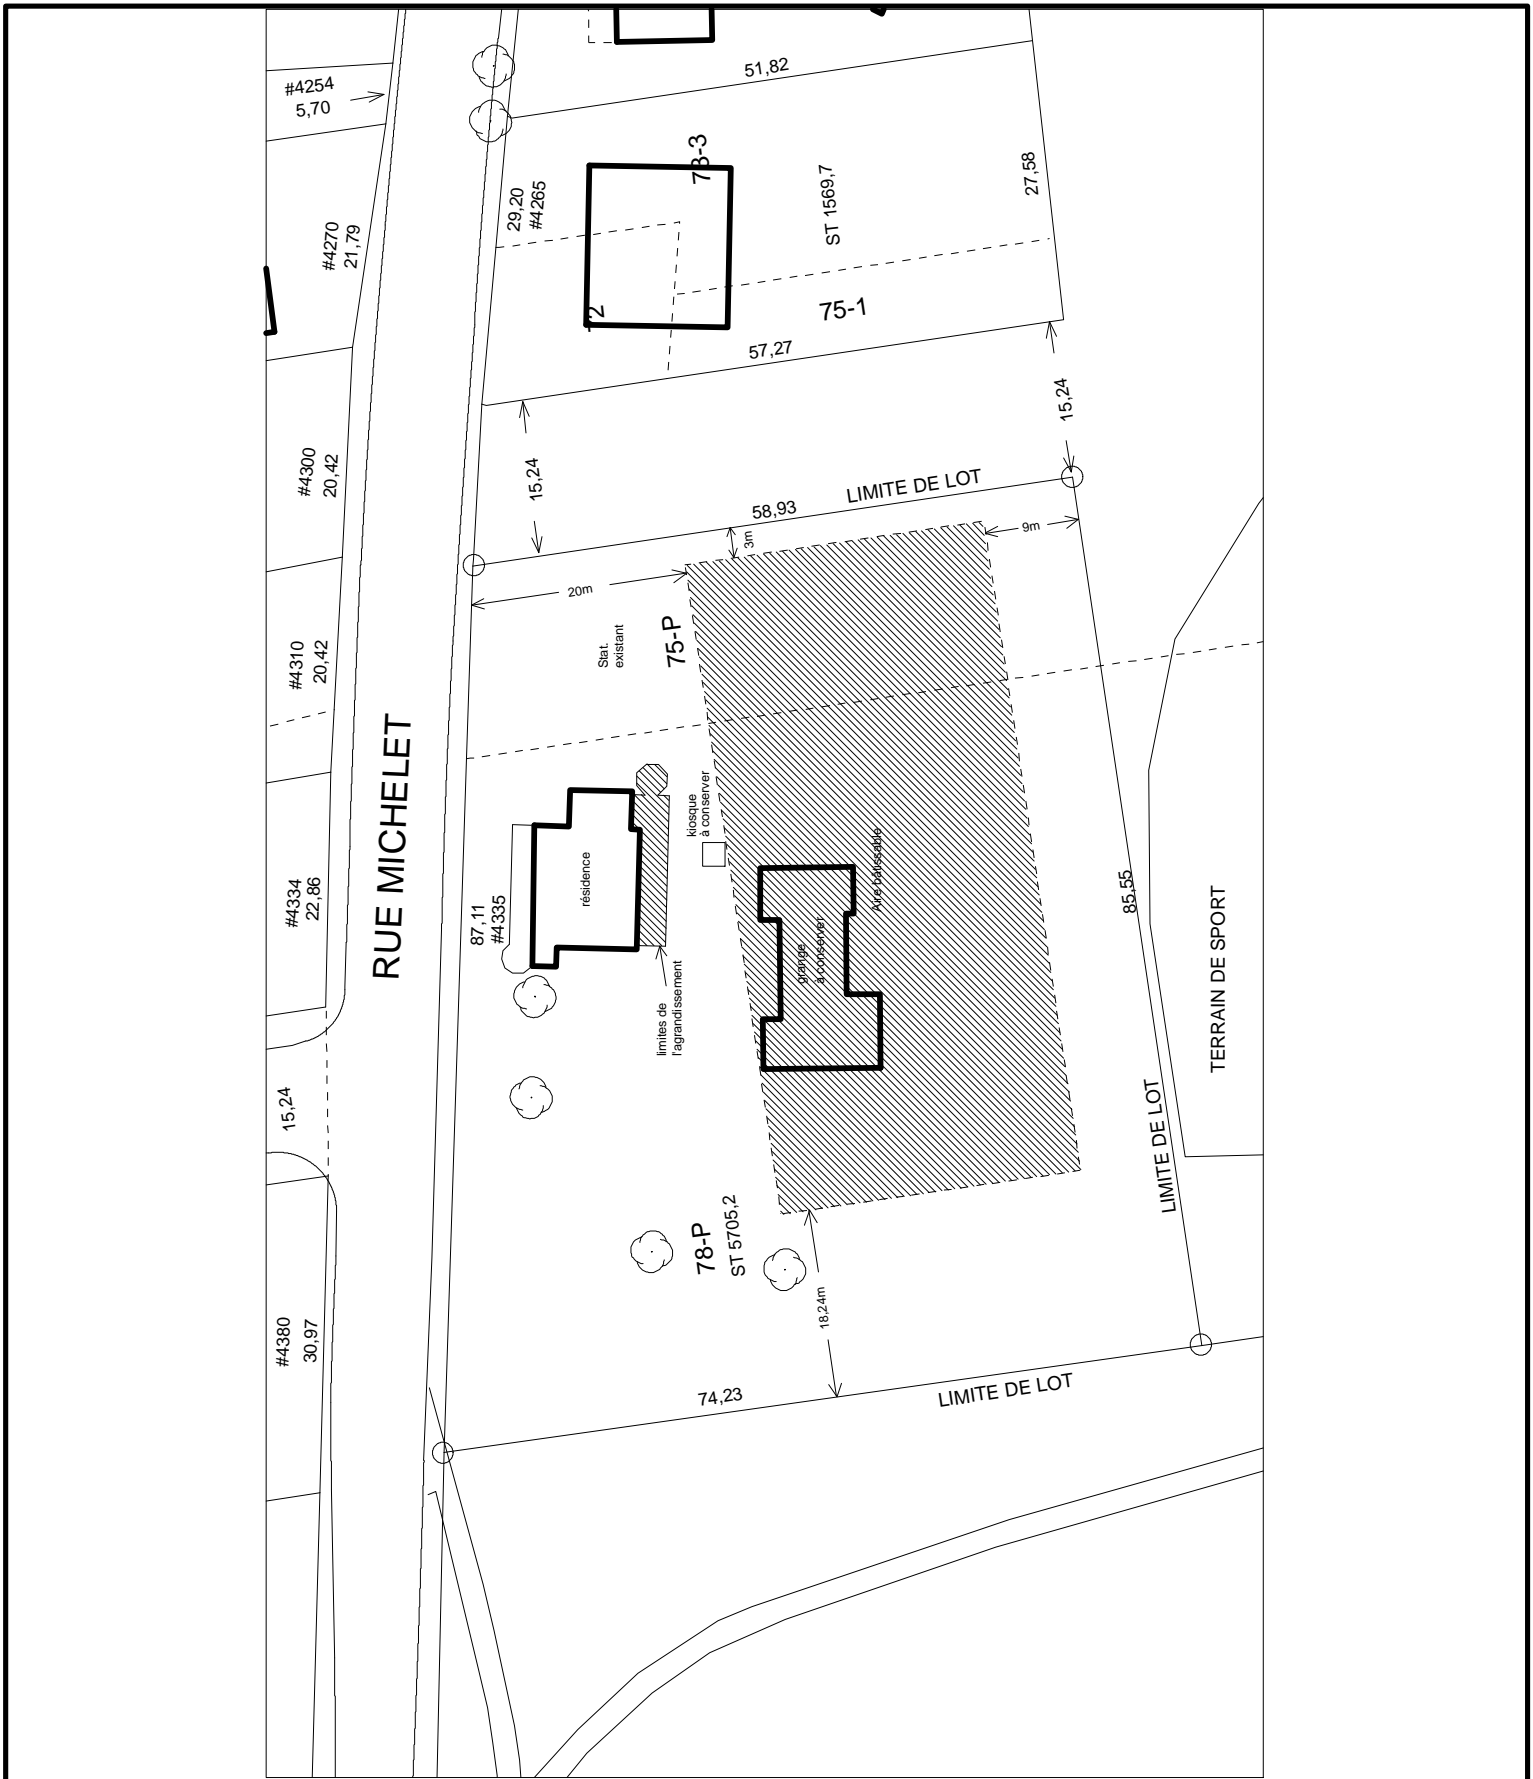 #4254
5,70
51,82
78-3
29,20
#4265
ST 1569,7
27,58
#4270
21,79
75-1
57,27
15,24
15,24
#4300
20,42
LIMITE DE LOT
58,93
3m
9m
20m
Stat.
existant
75-P
#4310
20,42
RUE MICHELET
kiosque
à conserver
résidence
Aire bâtissable
#4334
22,86
87,11
#4335
85,55
grange
à conserver
TERRAIN DE SPORT
limites de
l'agrandissement
15,24
LIMITE DE LOT
78-P
ST 5705,2
18,24m
#4380
30,97
74,23
LIMITE DE LOT